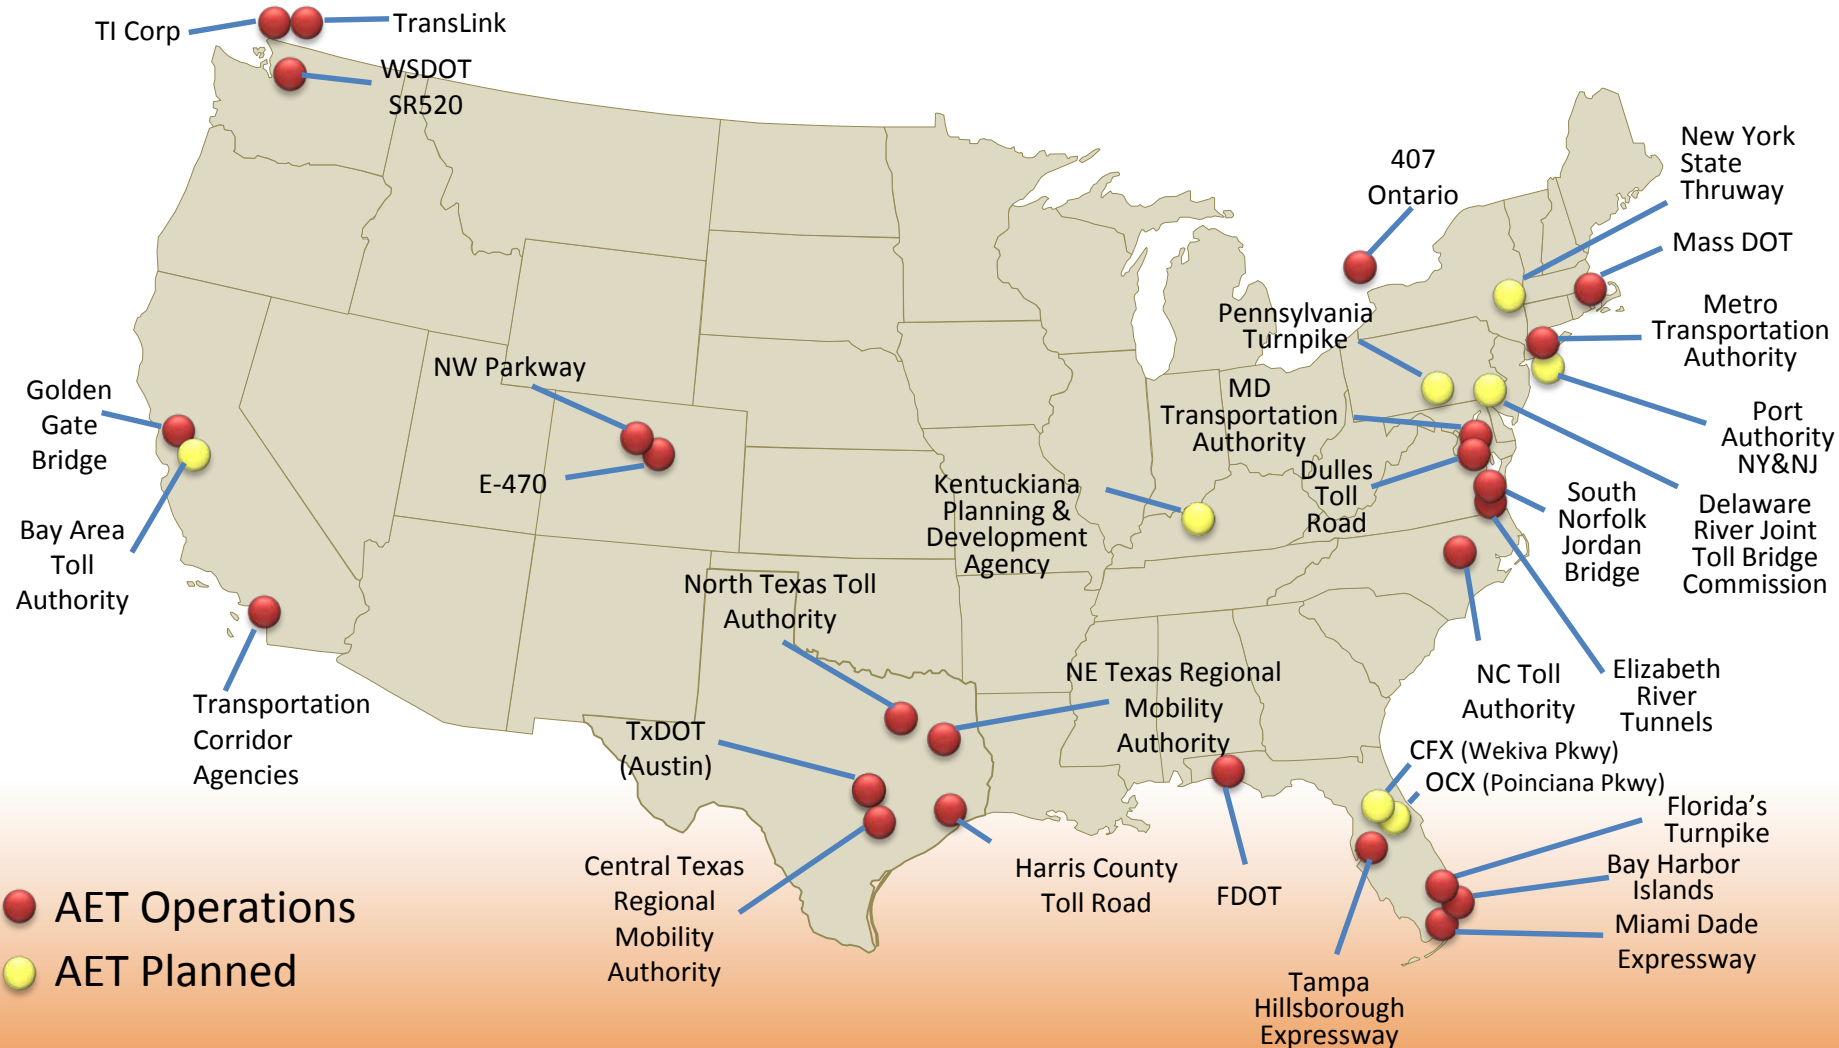 TI Corp
TransLink
WSDOT
SR520
407
Ontario
New York
State
Thruway
Mass DOT
Metro
Transportation
Authority
Pennsylvania
Turnpike
Port
Authority
NY&NJ
MD
Transportation
Authority
Dulles
Toll
Road
NW Parkway
E-470
Golden
Gate
Bridge
Bay Area
Toll
Authority
Kentuckiana
Planning &
Development
Agency
South
Norfolk
Jordan
Bridge
Delaware
River Joint
Toll Bridge
Commission
North Texas Toll
Authority
NE Texas Regional
Mobility
Authority
NC Toll
Authority
Elizabeth
River
Tunnels
Transportation
Corridor
Agencies
TxDOT
(Austin)
CFX (Wekiva Pkwy)
OCX (Poinciana Pkwy)
Florida’s
Turnpike
Bay Harbor
Islands
Miami Dade
Expressway
Central Texas
Regional
Mobility
Authority
Harris County
Toll Road
FDOT
Tampa
Hillsborough
Expressway
AET Operations
AET Planned